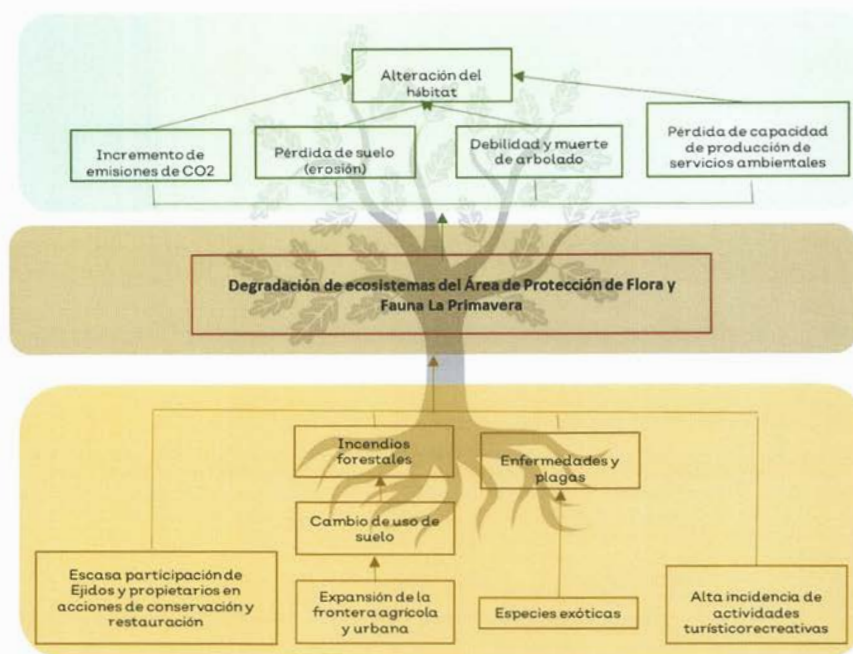 Alteración del
hábitat
Incremento de
emisiones de CO2
Pérdida de suelo
(erosión)
Debilidad y muerte
de arbolado
Pérdida de capacidad
de producción de
servicios ambientales
Degradación de ecosistemas del Área de Protección de Flora y
Fauna La Primavera
Incendios
forestales
Enfermedades y
plagas
Cambio de uso de
suelo
Escasa participación de
Ejidos y propietarios en
acciones de conservación y
restauración
Expansión de la
frontera agrícola
y urbana
Especies exóticas
Alta incidencia de
actividades
turísticorecreativas